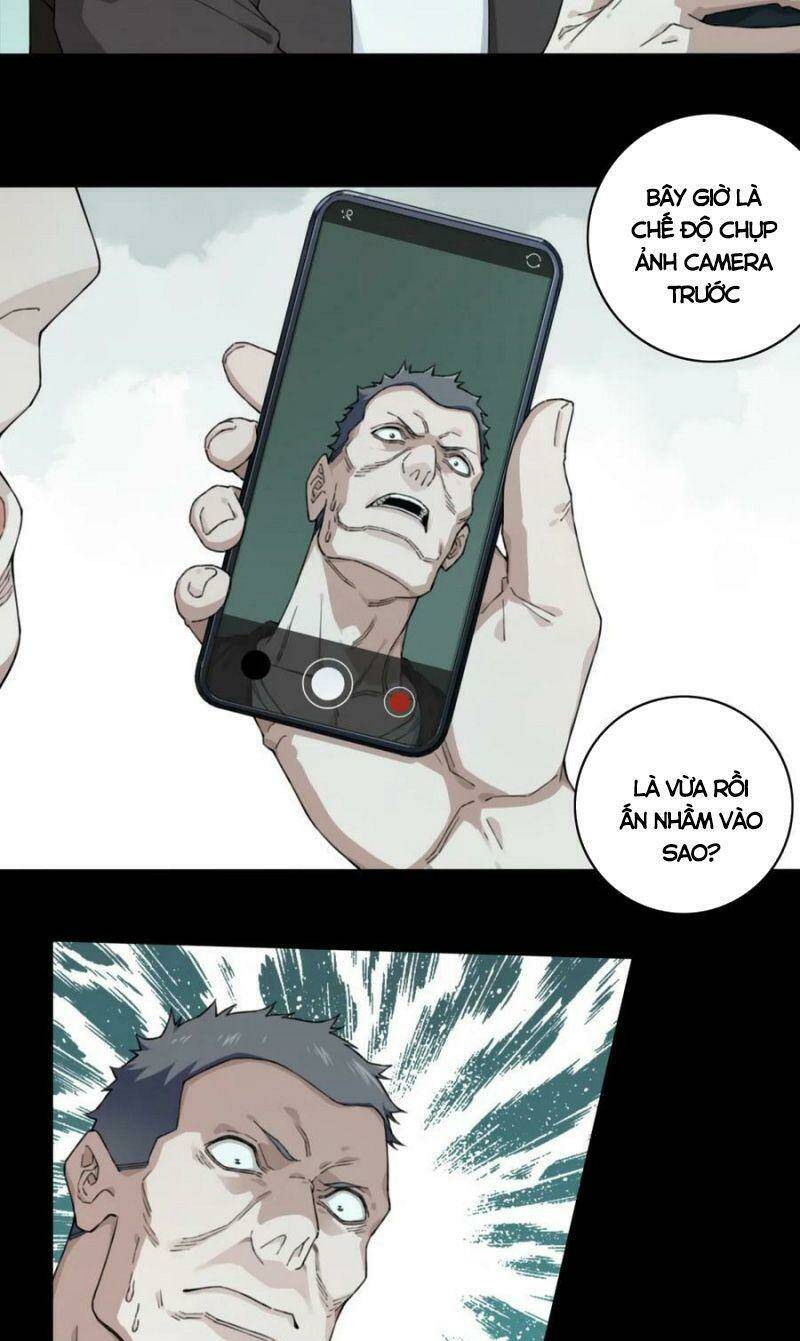 BÂY GIỜ LÀ
CHẾ ĐỘ CHỤP
ẢNH CAMERA
TRƯỚC
LÀ VỪA RỒI
ẤN NHẦM VÀO
SAO?